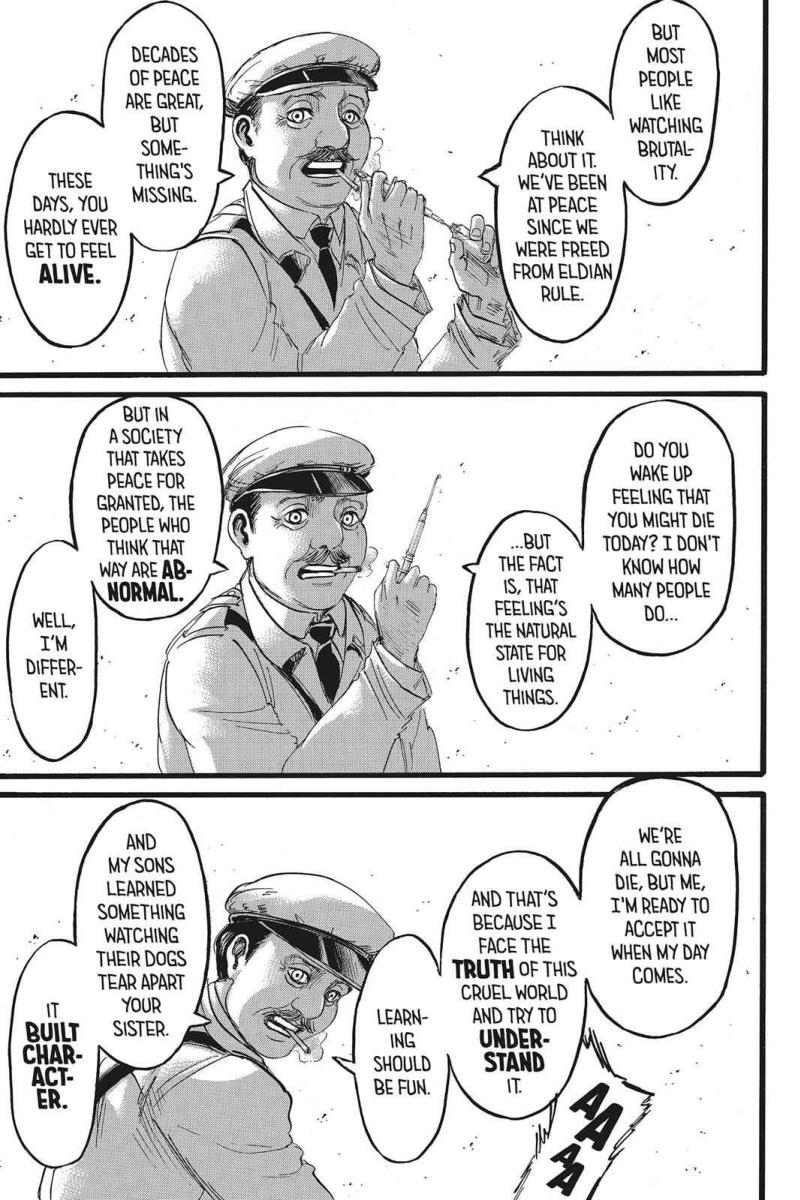 BUT
MOST
PEOPLE
LIKE
WATCHING
BRUTAL-
ITY.
THINK
ABOUT IT.
WE'VE BEEN
AT PEACE
SINCE WE
WERE FREED
FROM ELDIAN
RULE.
DECADES
OF PEACE
ARE GREAT,
BUT
SOME-
THING'S
MISSING.
THESE
DAYS, YOU
HARDLY EVER
GET TO FEEL
ALIVE.
DO YOU
WAKE UP
FEELING THAT
YOU MIGHT DIE
TODAY? I DON'T
KNOW HOW
MANY PEOPLE
DO...
...BUT
THE FACT
IS, THAT
FEELING'S
THE NATURAL
STATE FOR
LIVING
THINGS.
BUT IN
A SOCIETY
THAT TAKES
PEACE FOR
GRANTED, THE
PEOPLE WHO
THINK THAT
WAY ARE AB-
NORMAL.
WELL,
I'M
DIFFER-
ENT.
WE'RE
ALL GONNA
DIE, BUT ME,
I'M READY TO
ACCEPT IT
WHEN MY DAY
COMES.
AND THAT'S
BECAUSE I
FACE THE
TRUTH OF THIS
CRUEL WORLD
AND TRY TO
UNDER-
STAND
IT.
LEARN-
ING
SHOULD
BE FUN.
AND
MY SONS
LEARNED
SOMETHING
WATCHING
THEIR DOGS
TEAR APART
YOUR
SISTER.
IT
BUILT
CHAR-
ACT-
ER.
AAAA